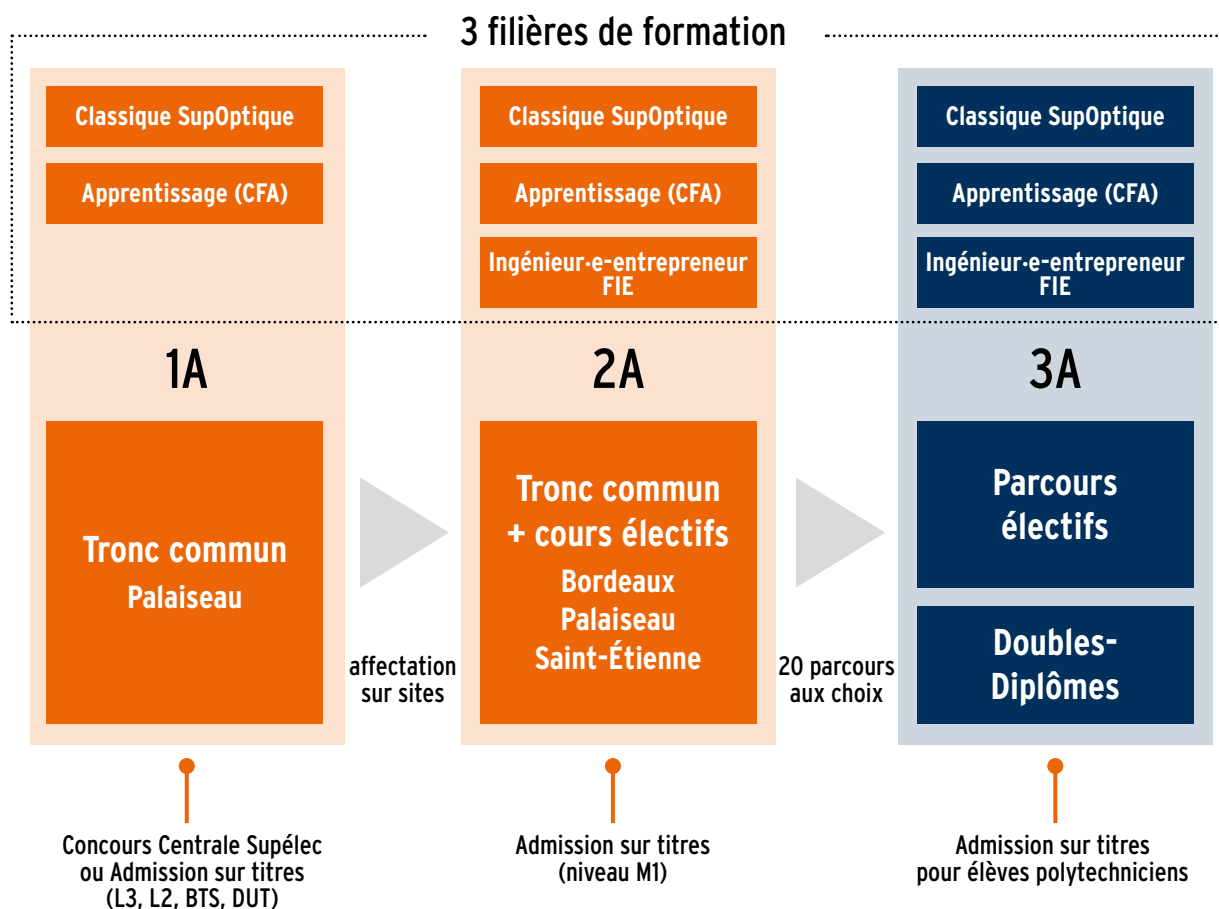 3 filières de formation
Classique SupOptique
Apprentissage (CFA)
Classique SupOptique
Apprentissage (CFA)
Ingénieur·e-entrepreneur
FIE
Classique SupOptique
Apprentissage (CFA)
Ingénieur·e-entrepreneur
FIE
1A
Tronc commun
Palaiseau
affectation
sur sites
2A
Tronc commun
+ cours électifs
Bordeaux
Palaiseau
Saint-Étienne
20 parcours
aux choix
3A
Parcours
électifs
Doubles-
Diplômes
Concours Centrale Supélec
ou Admission sur titres
(L3, L2, BTS, DUT)
Admission sur titres
(niveau M1)
Admission sur titres
pour élèves polytechniciens